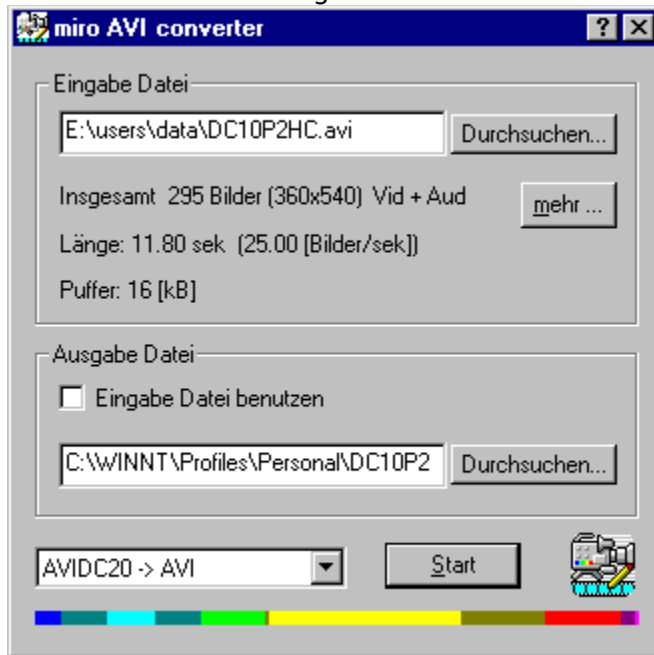 miro AVI converter
Eingabe Datei
E:\users\data\DC10P2HC.avi
Durchsuchen...
Insgesamt 295 Bilder (360x540) Vid + Aud
mehr ...
Länge: 11.80 sek (25.00 [Bilder/sek])
Puffer: 16 [kB]
Ausgabe Datei
Eingabe Datei benutzen
C:\WINNT\Profiles\Personal\DC10P2
Durchsuchen...
AVIDC20 -> AVI
Start